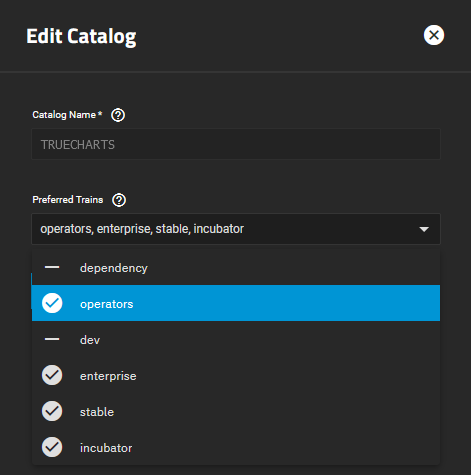 Edit Catalog
Catalog Name *
TRUECHARTS
Preferred Trains
operators, enterprise, stable, incubator
dependency
operators
dev
enterprise
stable
incubator